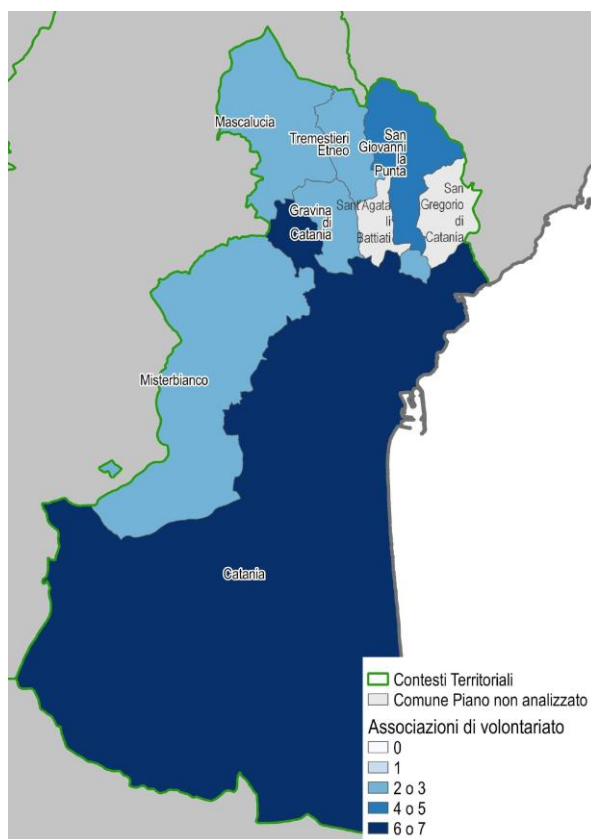 Mascalucia
Tremestieri
Etneo
San
Giovanni
la
Punta
San
Gregorio
di
Catania
Gravina
di
Catania
Sant'Agata
li
Battiati
Misterbianco
Catania
Contesti Territoriali
Comune Piano non analizzato
Associazioni di volontariato
0
1
2 o 3
4 o 5
6 o 7